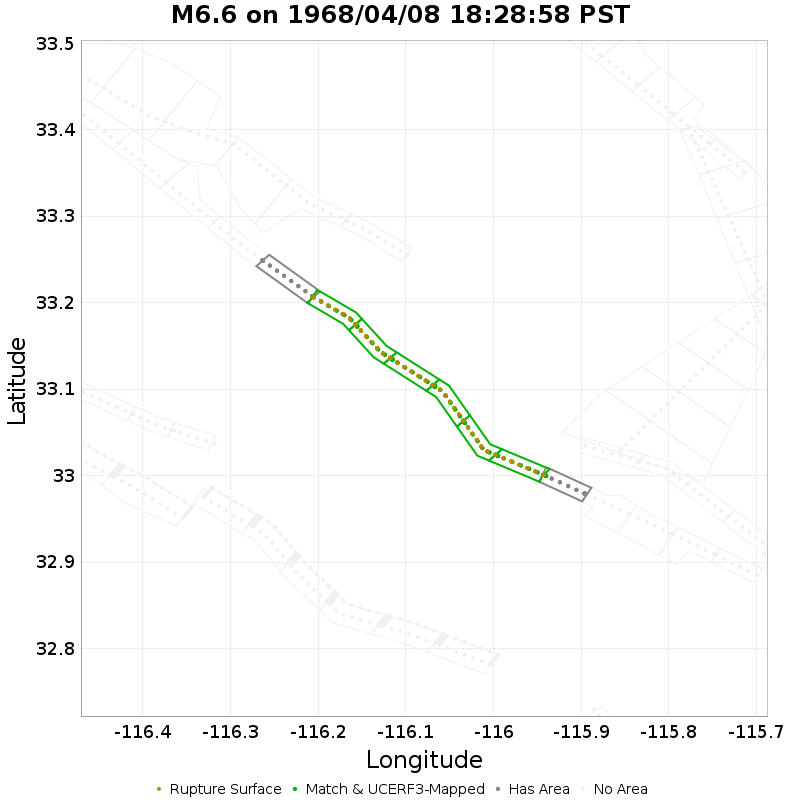 M6.6 on 1968/04/08 18:28:58 PST
33.5
33.4
33.3
33.2
33.1
33
32.9
32.8
Latitude
-116.4 -116.3 -116.2 -116.1 -116 -115.9 -115.8 -115.7
Longitude
Rupture Surface Match & UCERF3-Mapped Has Area No Area